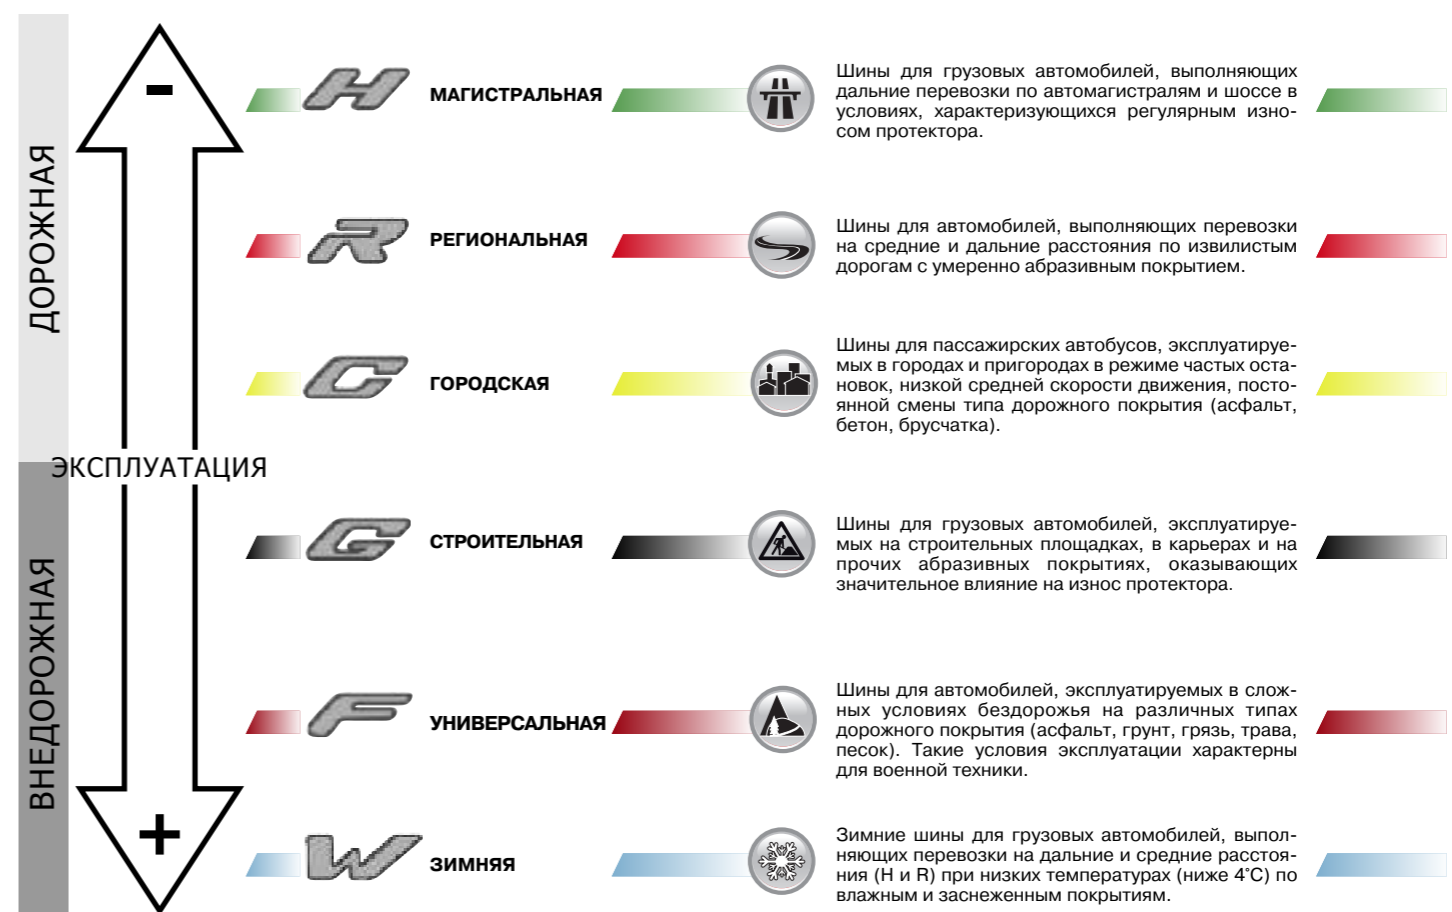 ДОРОЖНАЯ
-
H
МАГИСТРАЛЬНАЯ
Шины для грузовых автомобилей, выполняющих
дальние перевозки по автомагистралям и шоссе в
условиях, характеризующихся регулярным изно-
сом протектора.
R
РЕГИОНАЛЬНАЯ
Шины для автомобилей, выполняющих перевозки
на средние и дальние расстояния по извилистым
дорогам с умеренно абразивным покрытием.
C
ГОРОДСКАЯ
Шины для пассажирских автобусов, эксплуатируе-
мых в городах и пригородах в режиме частых оста-
новок, низкой средней скорости движения, посто-
янной смены типа дорожного покрытия (асфальт,
бетон, брусчатка).
ЭКСПЛУАТАЦИЯ
ВНЕДОРОЖНАЯ
G
СТРОИТЕЛЬНАЯ
Шины для грузовых автомобилей, эксплуатируе-
мых на строительных площадках, в карьерах и на
прочих абразивных покрытиях, оказывающих
значительное влияние на износ протектора.
F
УНИВЕРСАЛЬНАЯ
Шины для автомобилей, эксплуатируемых в слож-
ных условиях бездорожья на различных типах
дорожного покрытия (асфальт, грунт, грязь, трава,
песок). Такие условия эксплуатации характерны
для военной техники.
+
W
ЗИМНЯЯ
Зимние шины для грузовых автомобилей, выпол-
няющих перевозки на дальние и средние расстоя-
ния (H и R) при низких температурах (ниже 4˚C) по
влажным и заснеженным покрытиям.